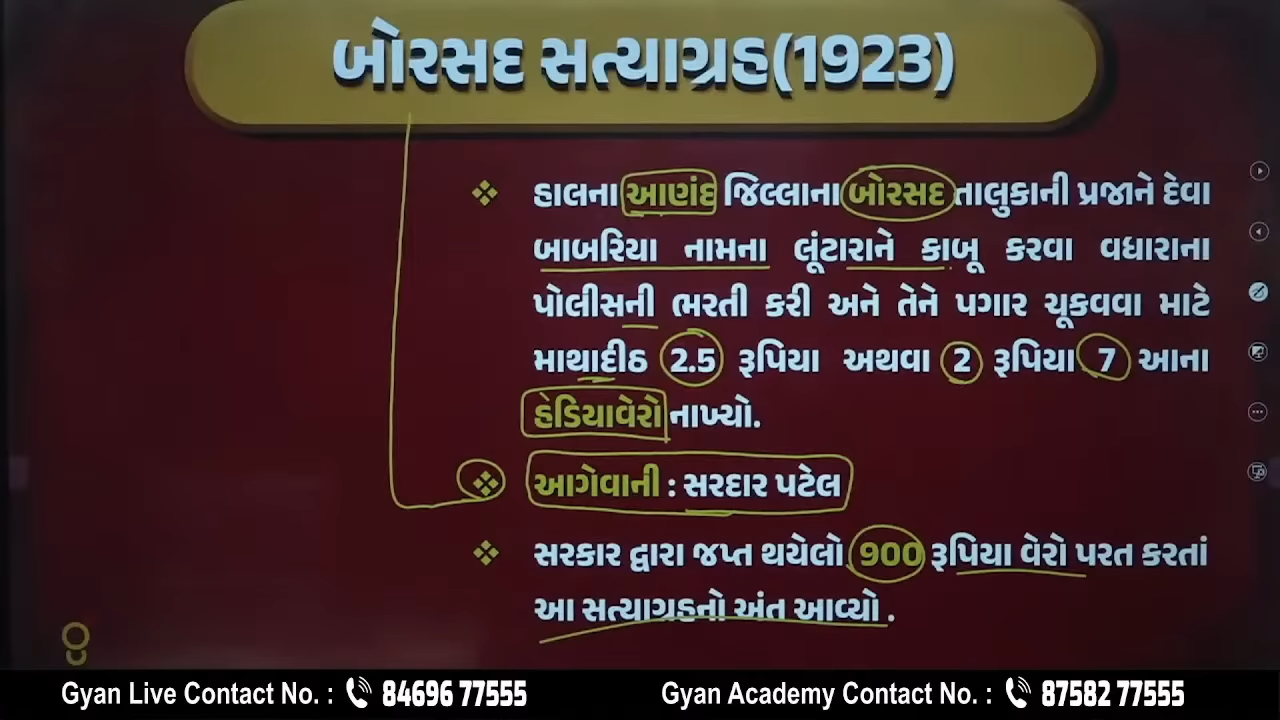 બોરસદ સત્યાગ્રહ(1923)
❖ હાલના આણંદ જિલ્લાના બોરસદ તાલુકાની પ્રજાને દેવા
બાબરિયા નામના લૂંટારાને કાબૂ કરવા વધારાના
પોલીસની ભરતી કરી અને તેને પગાર ચૂકવવા માટે
માથાદીઠ 2.5 રૂપિયા અથવા 2 રૂપિયા 7 આના
હેડિયાવેરો નાખ્યો.
❖ આગેવાની : સરદાર પટેલ
❖ સરકાર દ્વારા જપ્ત થયેલો 900 રૂપિયા વેરો પરત કરતાં
આ સત્યાગ્રહનો અંત આવ્યો .
Gyan Live Contact No. : 84696 77555
Gyan Academy Contact No. : 87582 77555